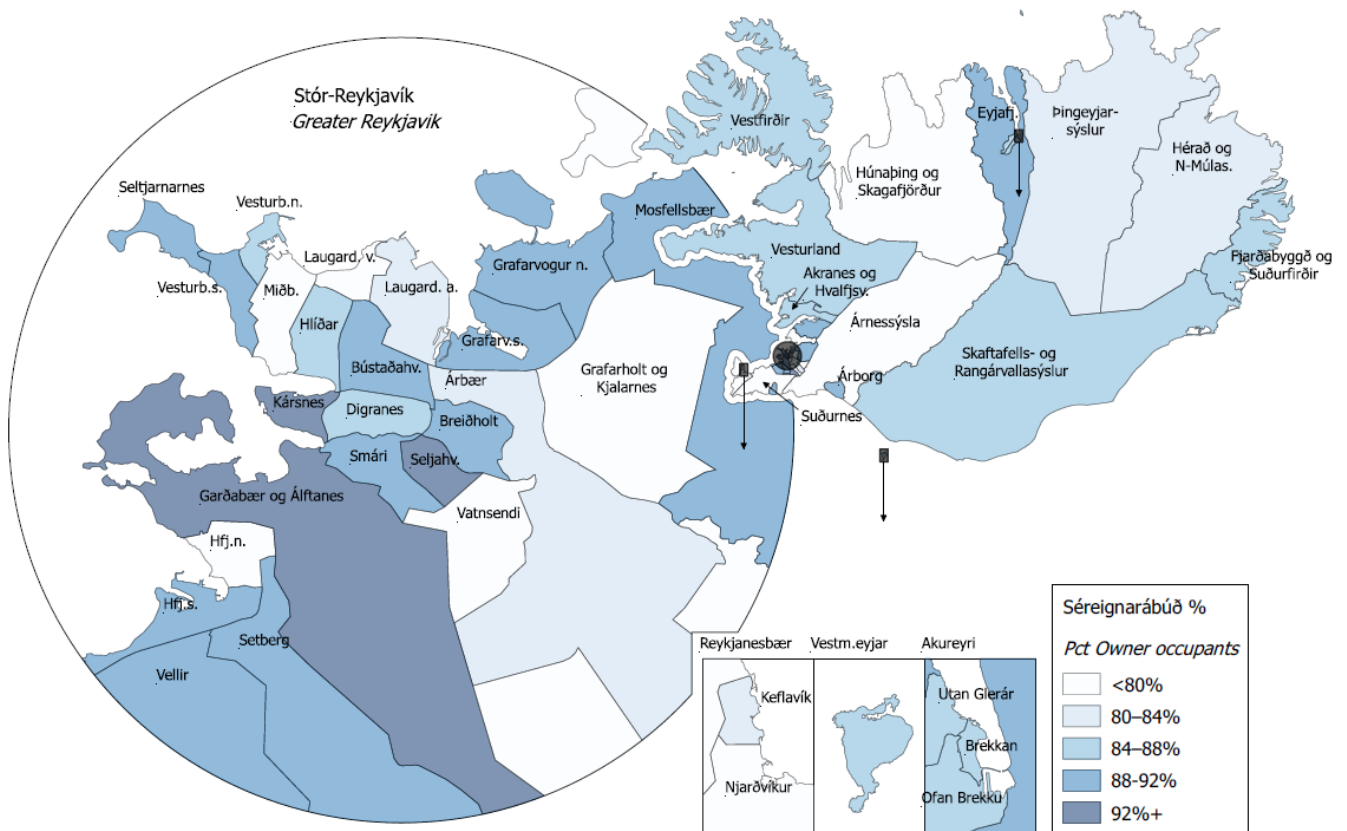 Stór-Reykjavík
Greater Reykjavik
Seltjarnarnes
Vesturb.n.
Vesturb.s.
Miðb.
Laugard. v.
Laugard. a.
Hlíðar
Bústaðahv.
Grafarvogur n.
Grafarv.s.
Mosfellsbær
Grafarholt og
Kjalarnes
Árbær
Kársnes
Digranes
Breiðholt
Smári
Seljahv.
Garðabær og Álftanes
Vatnsendi
Hfj.n.
Hfj.s.
Setberg
Vellir
Vestfirðir
Húnaþing og
Skagafjörður
Eyjafj.
Þingeyjar-
sýslur
Hérað og
N-Múlas.
Fjarðabyggð og
Suðurfirðir
Vesturland
Akranes og
Hvalfjsv.
Árnessýsla
Skaftafells- og
Rangárvallasýslur
Árborg
Suðurnes
Reykjanesbær
Vestm.eyjar
Akureyri
Keflavík
Njarðvíkur
Utan Glerár
Brekkan
Ofan Brekku
Séreignarábúð %
Pct Owner occupants
<80%
80–84%
84–88%
88-92%
92%+